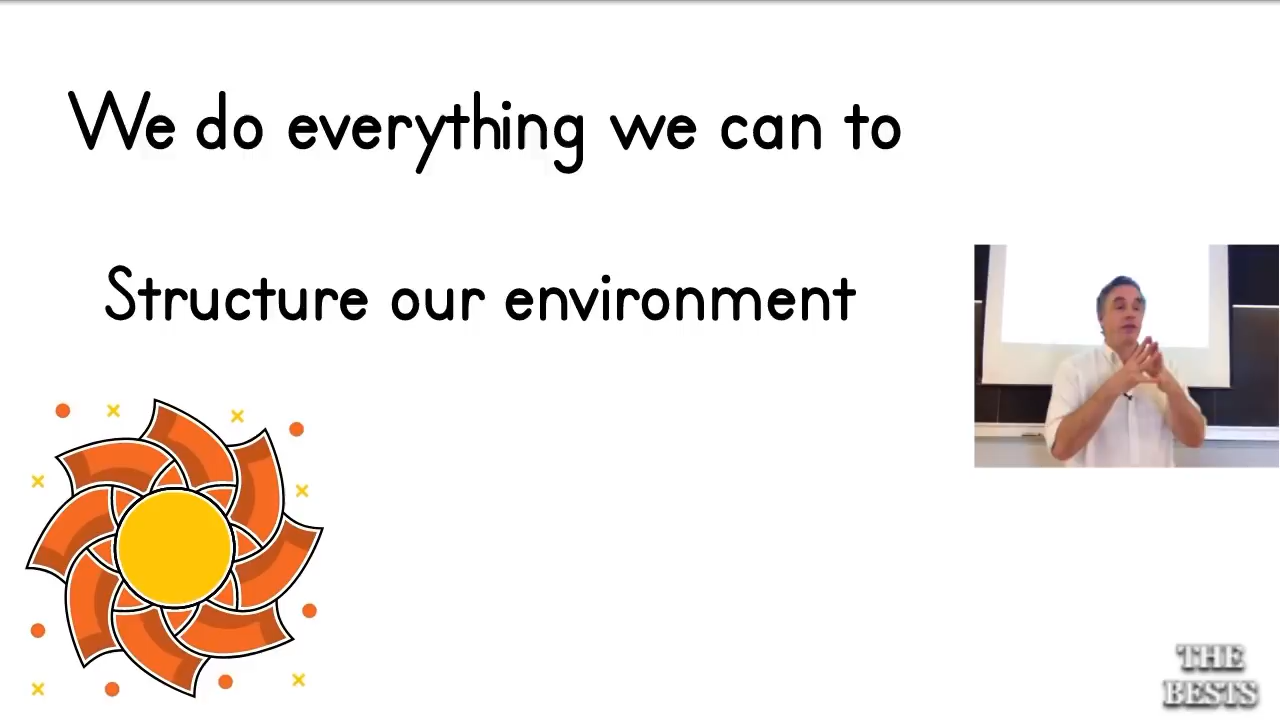 We do everything we can to
Structure our environment
THE
BESTS